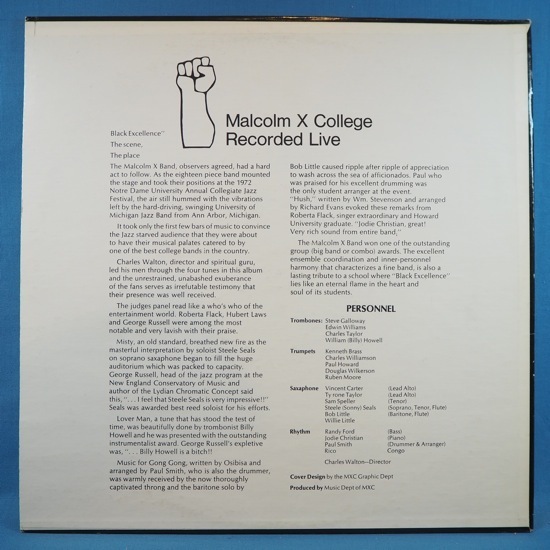 Malcolm X College
Recorded Live
Black Excellence"
The scene,
The place
The Malcolm X Band, observers agreed, had a hard
act to follow. As the eighteen piece band mounted
the stage and took their positions at the 1972
Notre Dame University Annual Collegiate Jazz
Festival, the air still hummed with the vibrations
left by the hard-driving, swinging University of
Michigan Jazz Band from Ann Arbor, Michigan.
It took only the first few bars of music to convince
the Jazz starved audience that they were about
to have their musical palates catered to by
one of the best college bands in the country.
Charles Walton, director and spiritual guru,
led his men through the four tunes in this album
and the unrestrained, unabashed exuberance
of the fans serves as irrefutable testimony that
their presence was well received.
The judges panel read like a who's who of the
entertainment world. Roberta Flack, Hubert Laws
and George Russell were among the most
notable and very lavish with their praise.
Misty, an old standard, breathed new fire as the
masterful interpretation by soloist Steele Seals
on soprano saxophone began to fill the huge
auditorium which was packed to capacity.
George Russell, head of the jazz program at the
New England Conservatory of Music and
author of the Lydian Chromatic Concept said
this, ". . . I feel that Steele Seals is very impressive!!"
Seals was awarded best reed soloist for his efforts.
Lover Man, a tune that has stood the test of
time, was beautifully done by trombonist Billy
Howell and he was presented with the outstanding
instrumentalist award. George Russell's expletive
was, ". . . Billy Howell is a bitch!!
Music for Gong Gong, written by Osibisa and
arranged by Paul Smith, who is also the drummer,
was warmly received by the now thoroughly
captivated throng and the baritone solo by
Bob Little caused ripple after ripple of appreciation
to wash across the sea of afficionados. Paul who
was praised for his excellent drumming was
the only student arranger at the event.
"Hush," written by Wm. Stevenson and arranged
by Richard Evans evoked these remarks from
Roberta Flack, singer extraordinary and Howard
University graduate. "Jodie Christian, great!
Very rich sound from entire band,"
The Malcolm X Band won one of the outstanding
group (big band or combo) awards. The excellent
ensemble coordination and inner-personnel
harmony that characterizes a fine band, is also a
lasting tribute to a school where "Black Excellence"
lies like an eternal flame in the heart and
soul of its students.
PERSONNEL
Trombones: Steve Galloway
Edwin Williams
Charles Taylor
William (Billy) Howell
Trumpets Kenneth Brass
Charles Williamson
Paul Howard
Douglas Wilkerson
Ruben Moore
Saxophone Vincent Carter (Lead Alto)
Ty rone Taylor (Lead Alto)
Sam Speller (Tenor)
Steele (Sonny) Seals (Soprano, Tenor, Flute)
Bob Little (Baritone, Flute)
Willie Little
Rhythm Randy Ford (Bass)
Jodie Christian (Piano)
Paul Smith (Drummer & Arranger)
Rico Congo
Charles Walton—Director
Cover Design by the MXC Graphic Dept
Produced by Music Dept of MXC